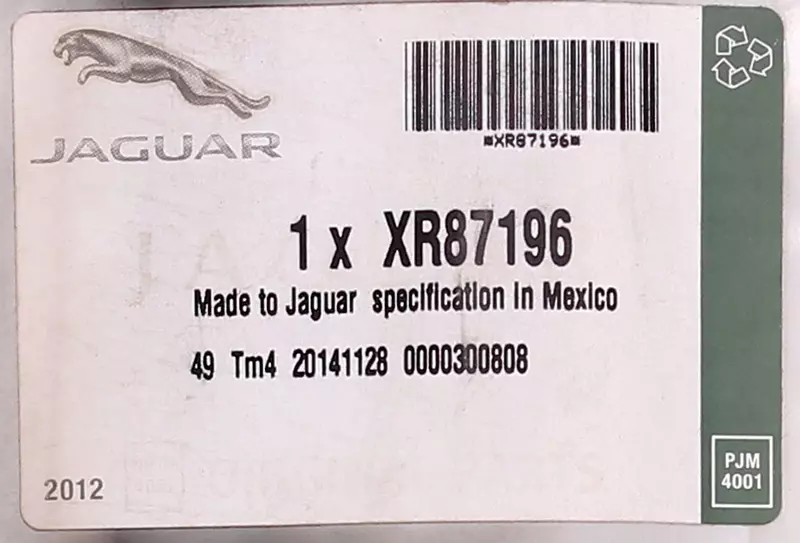 JAGUAR
*XR87196*
1 x XR87196
Made to Jaguar specification in Mexico
49 Tm4 20141128 0000300808
2012
PJM
4001